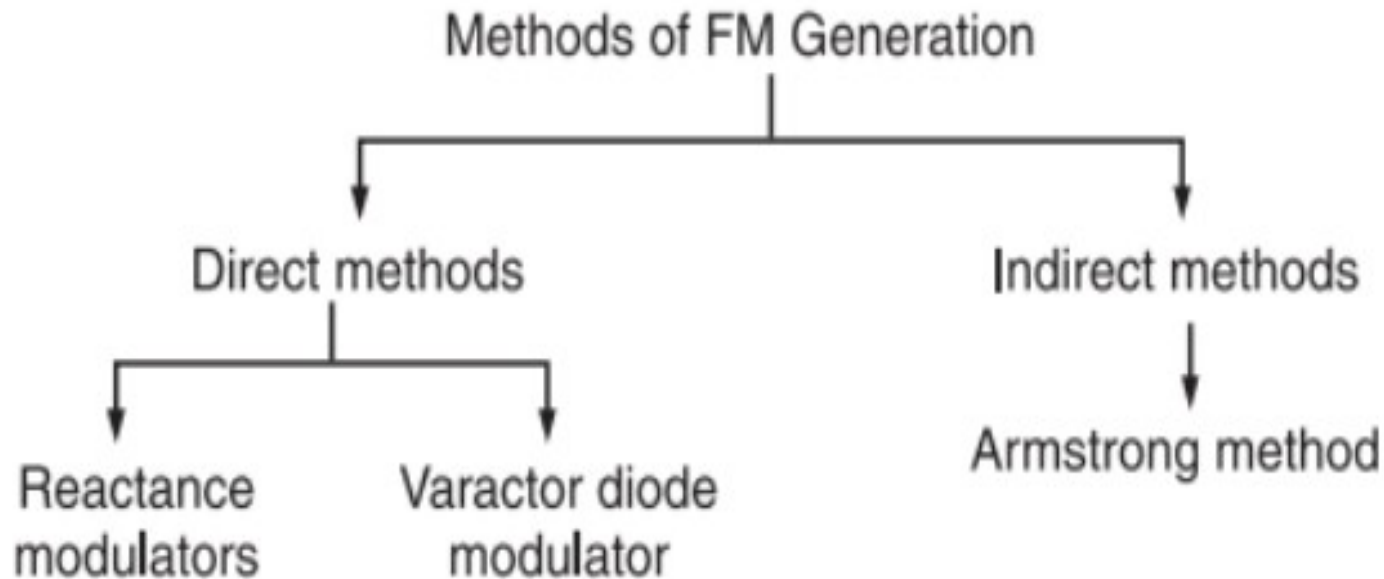 Methods of FM Generation
Direct methods
Indirect methods
Reactance
modulators
Varactor diode
modulator
Armstrong method